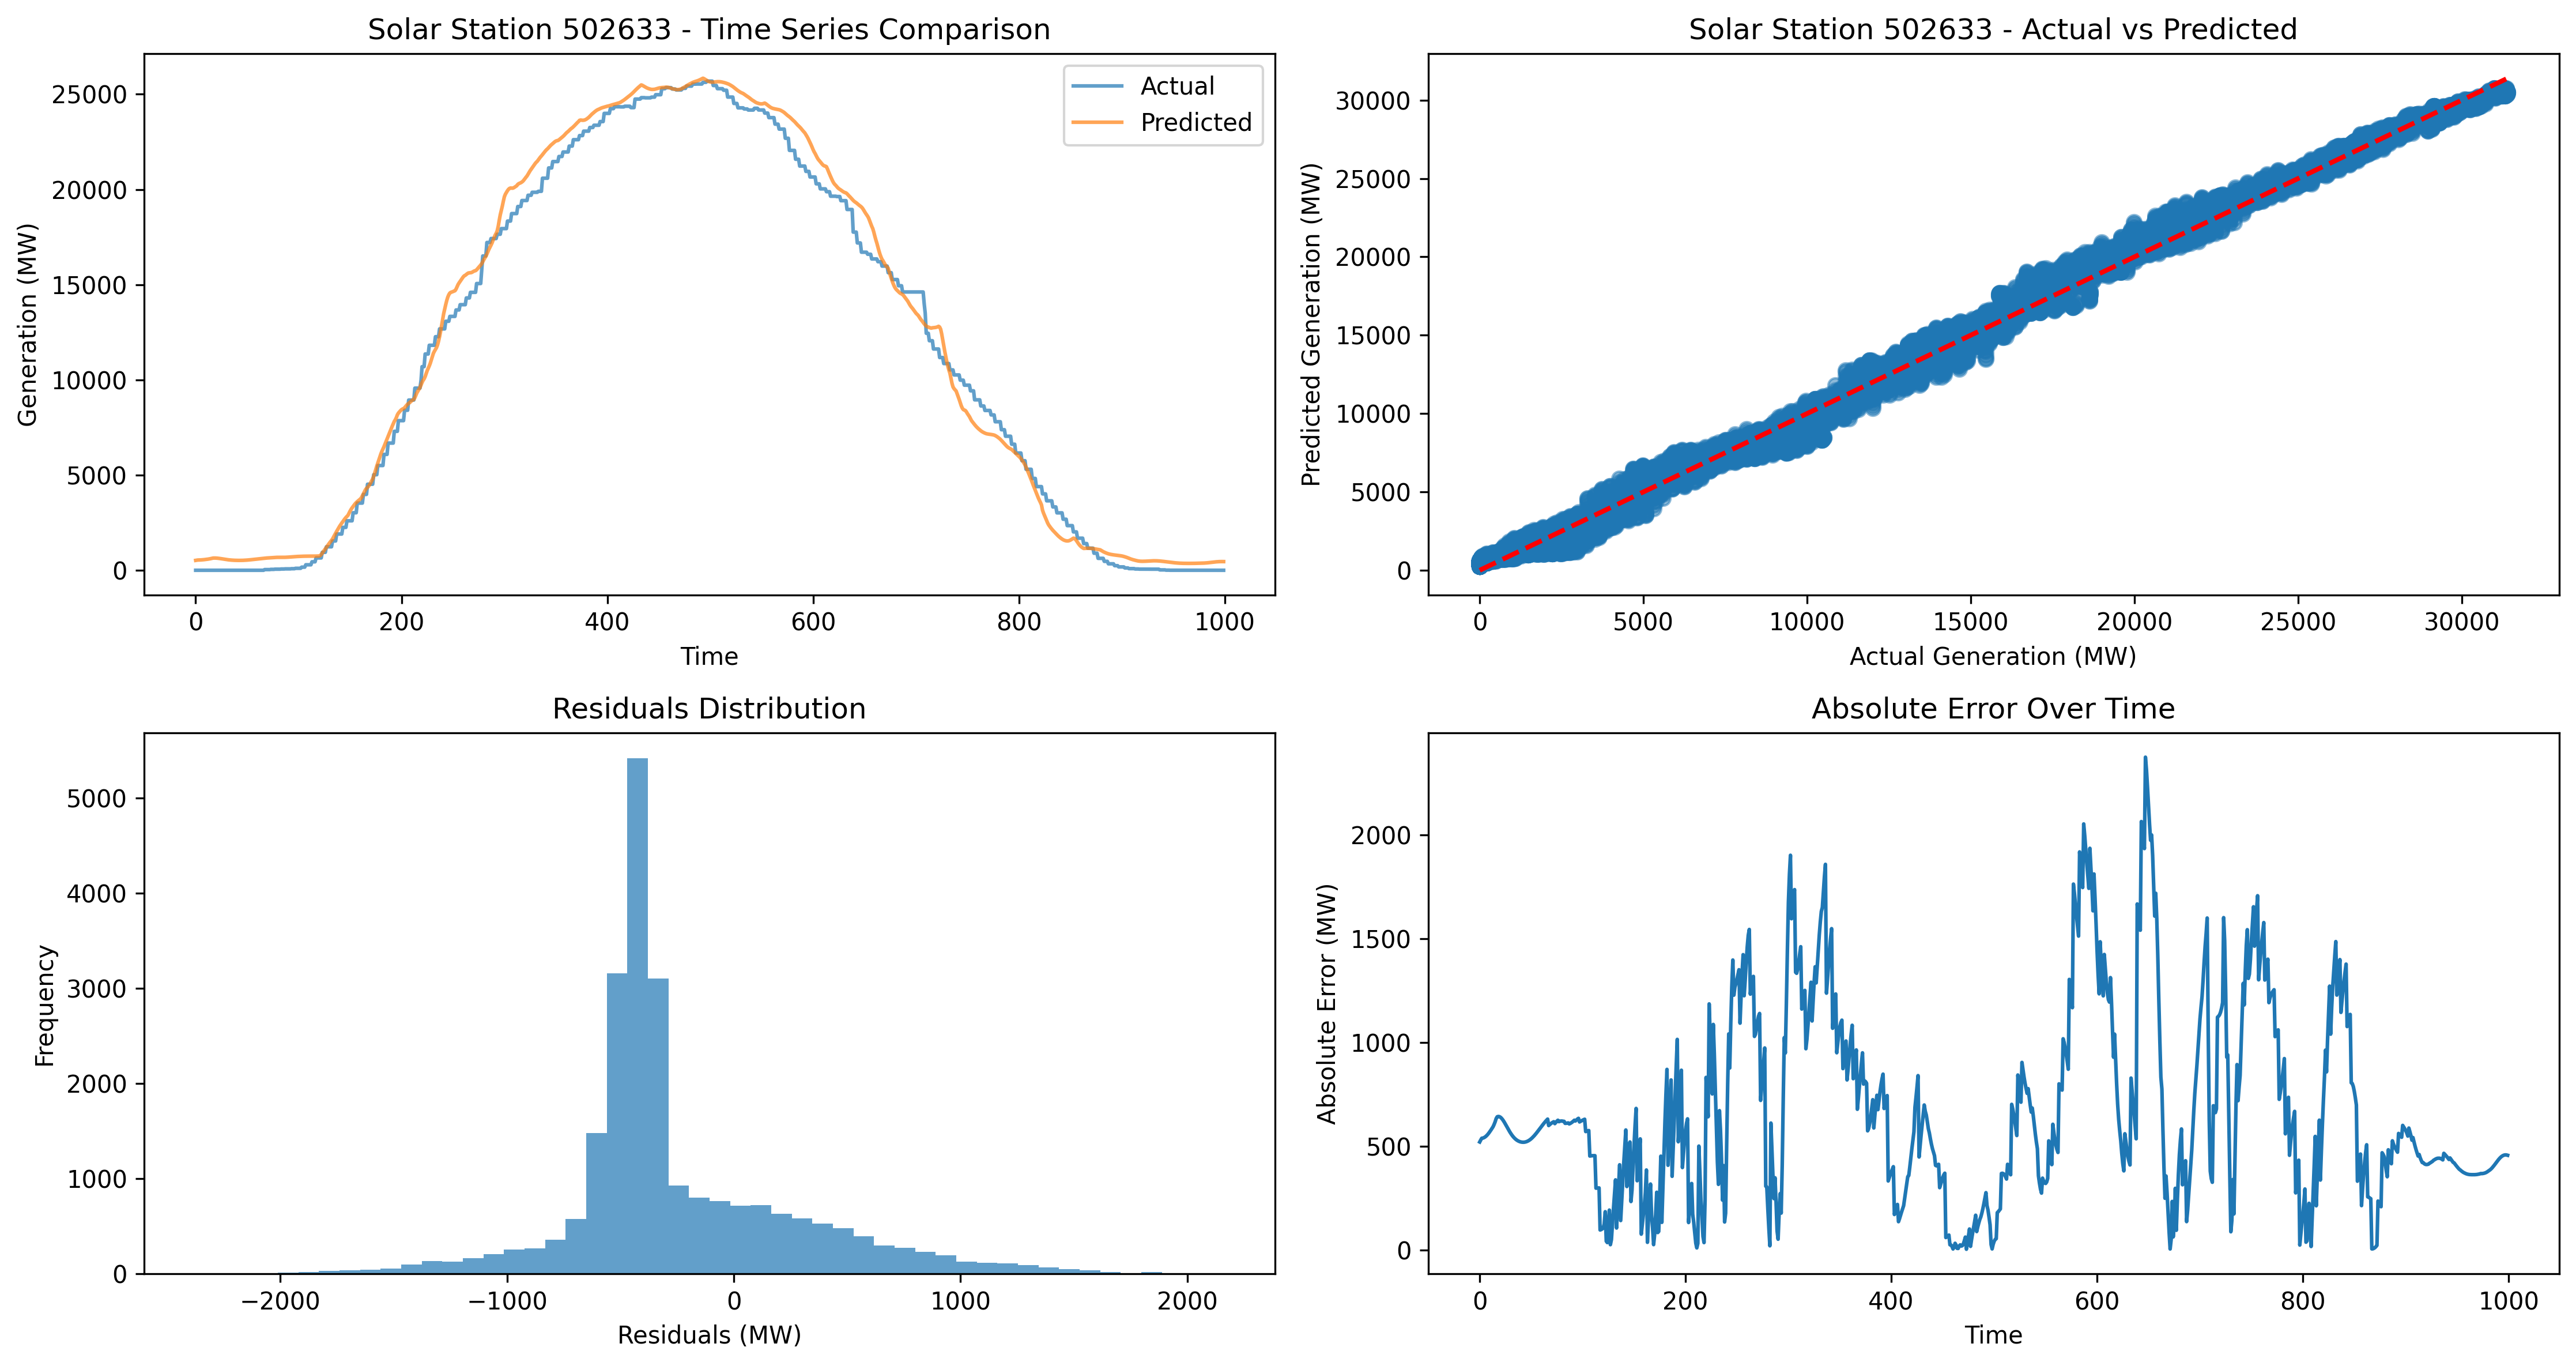 Solar Station 502633 - Time Series Comparison
Generation (MW)
25000
20000
15000
10000
5000
0
0 200 400 600 800 1000
Time
Actual
Predicted
Solar Station 502633 - Actual vs Predicted
Predicted Generation (MW)
30000
25000
20000
15000
10000
5000
0
0 5000 10000 15000 20000 25000 30000
Actual Generation (MW)
Residuals Distribution
Frequency
5000
4000
3000
2000
1000
0
−2000 −1000 0 1000 2000
Residuals (MW)
Absolute Error Over Time
Absolute Error (MW)
2000
1500
1000
500
0
0 200 400 600 800 1000
Time